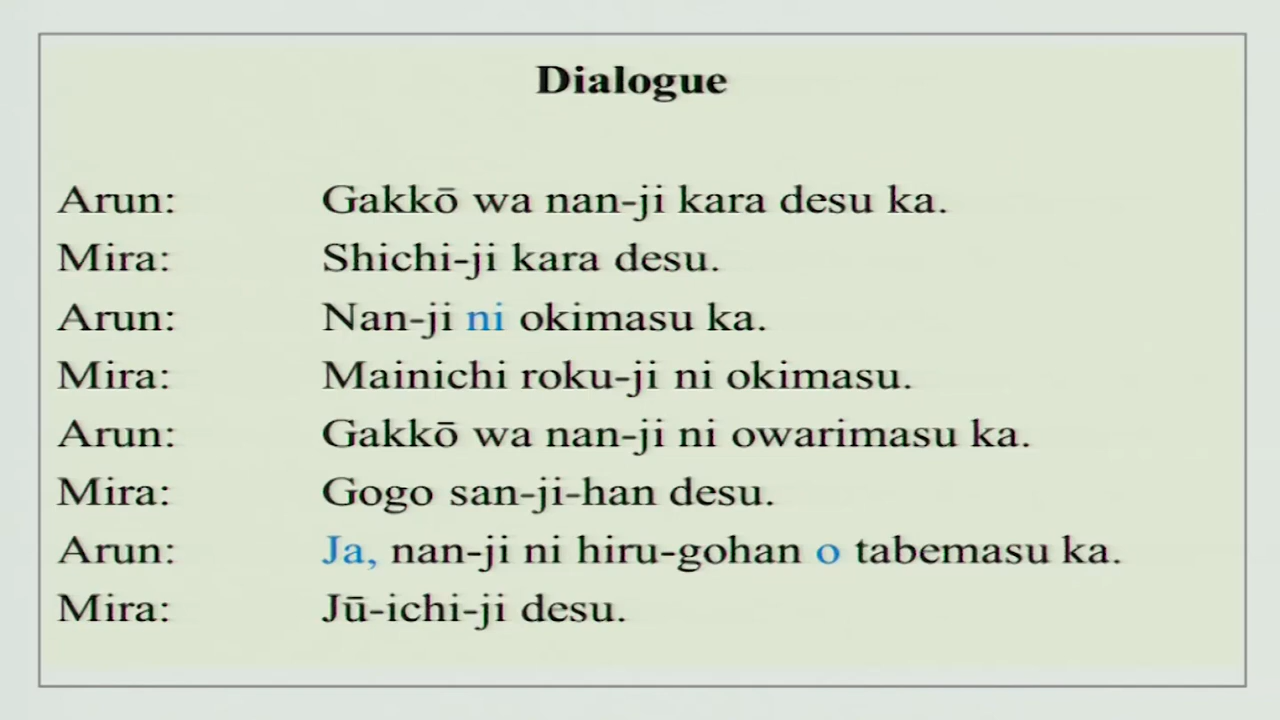 Dialogue
Arun: Gakkō wa nan-ji kara desu ka.
Mira: Shichi-ji kara desu.
Arun: Nan-ji ni okimasu ka.
Mira: Mainichi roku-ji ni okimasu.
Arun: Gakkō wa nan-ji ni owarimasu ka.
Mira: Gogo san-ji-han desu.
Arun: Ja, nan-ji ni hiru-gohan o tabemasu ka.
Mira: Jū-ichi-ji desu.